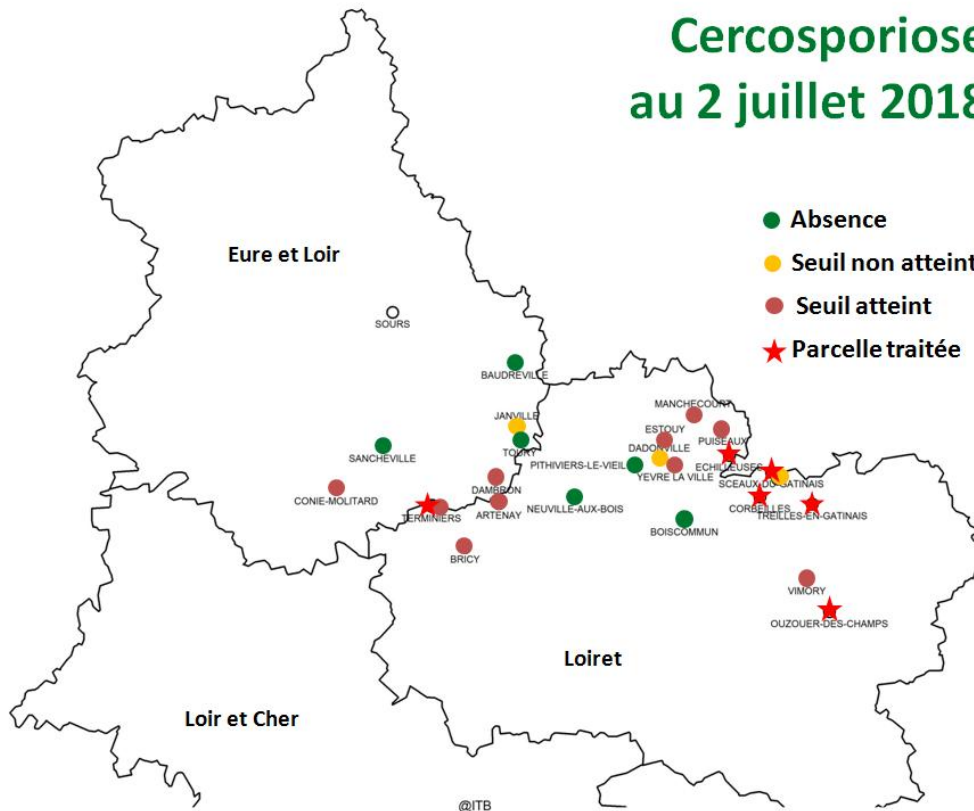 Cercosporiose
au 2 juillet 2018
Absence
Eure et Loir
Seuil non atteint
SOURS
Seuil atteint
Parcelle traitée
BAUDREVILLE
MANCHECOURT
JANVILLE
ESTOUY
PUISEAUX
DADONVILLE
TOURY
SANCHEVILLE
PITHIVIERS-LE-VIEIL
ECHILLEUSES
YEVRE LA VILLE
SCEAUX-DU-GATINAIS
DAMBRON
CONIE-MOLITARD
NEUVILLE-AUX-BOIS
CORBEILLES
TERMINIERS
ARTENAY
TREILLES-EN-GATINAIS
BOISCOMMUN
BRICY
VIMORY
OUZOUER-DES-CHAMPS
Loiret
Loir et Cher
@ITB